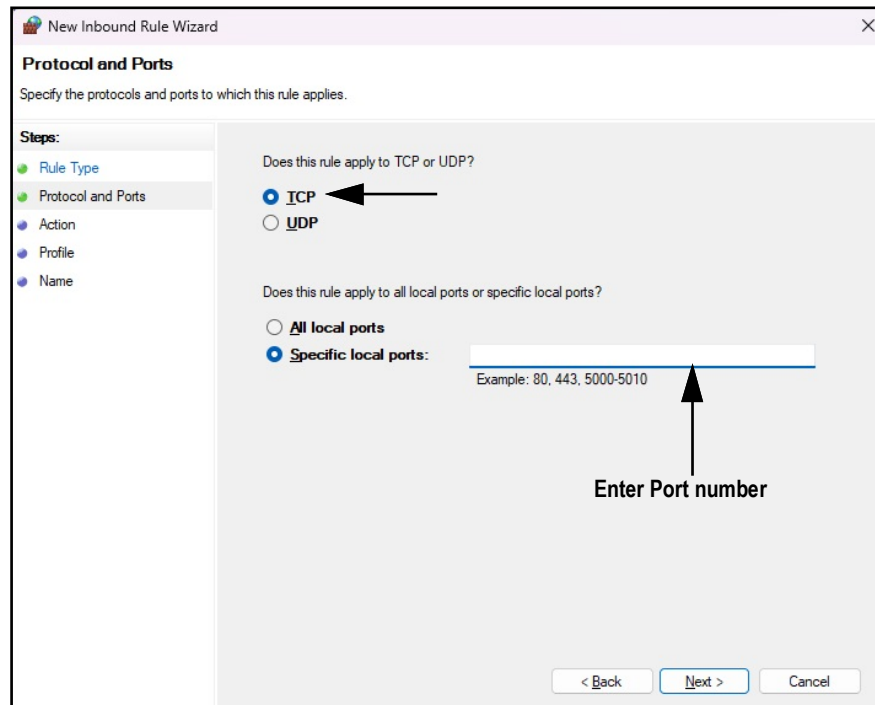 New Inbound Rule Wizard
Protocol and Ports
Specify the protocols and ports to which this rule applies.
Steps:
Rule Type
Protocol and Ports
Action
Profile
Name
Does this rule apply to TCP or UDP?
TCP
UDP
Does this rule apply to all local ports or specific local ports?
All local ports
Specific local ports:
Example: 80, 443, 5000-5010
Enter Port number
< Back Next > Cancel